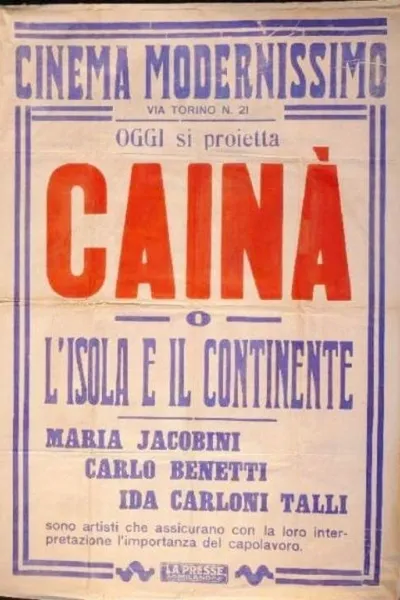 CINEMA MODERNISSIMO
VIA TORINO N. 21
OGGI si proietta
CAINÀ
O
L'ISOLA E IL CONTINENTE
MARIA JACOBINI
CARLO BENETTI
IDA CARLONI TALLI
sono artisti che assicurano con la loro inter-
pretazione l'importanza del capolavoro.
LA PRESSE